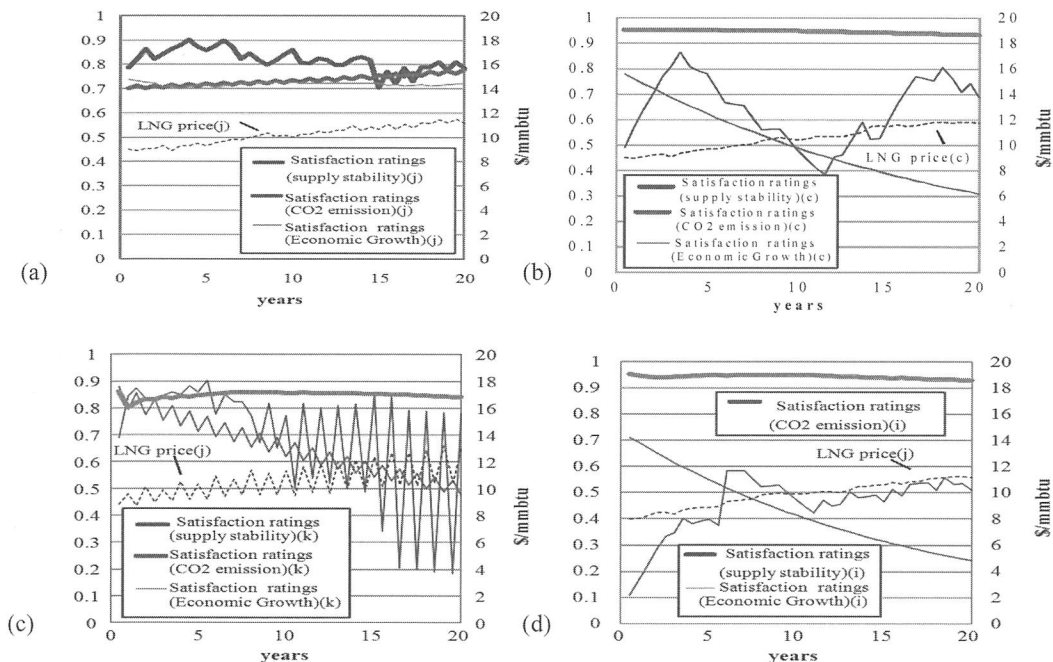 1
0.9
0.8
0.7
0.6
0.5
0.4
0.3
0.2
0.1
0
20
18
16
14
12
10
8
6
4
2
0
$/mmbtu
LNG price(j)
Satisfaction ratings
(supply stability)(j)
Satisfaction ratings
(CO2 emission)(j)
Satisfaction ratings
(Economic Growth)(j)
0 5 10 15 20
years
(a)
1
0.9
0.8
0.7
0.6
0.5
0.4
0.3
0.2
0.1
0
20
18
16
14
12
10
8
6
4
2
0
$/mmbtu
LNG price(c)
Satisfaction ratings
(supply stability)(c)
Satisfaction ratings
(CO2 emission)(c)
Satisfaction ratings
(Economic Growth)(c)
0 5 10 15 20
years
(b)
1
0.9
0.8
0.7
0.6
0.5
0.4
0.3
0.2
0.1
0
20
18
16
14
12
10
8
6
4
2
0
$/mmbtu
LNG price(j)
Satisfaction ratings
(supply stability)(k)
Satisfaction ratings
(CO2 emission)(k)
Satisfaction ratings
(Economic Growth)(k)
0 5 10 15 20
years
(c)
1
0.9
0.8
0.7
0.6
0.5
0.4
0.3
0.2
0.1
0
20
18
16
14
12
10
8
6
4
2
0
$/mmbtu
Satisfaction ratings
(CO2 emission)(i)
LNG price(j)
Satisfaction ratings
(supply stability)(i)
Satisfaction ratings
(Economic Growth)(i)
0 5 10 15 20
years
(d)